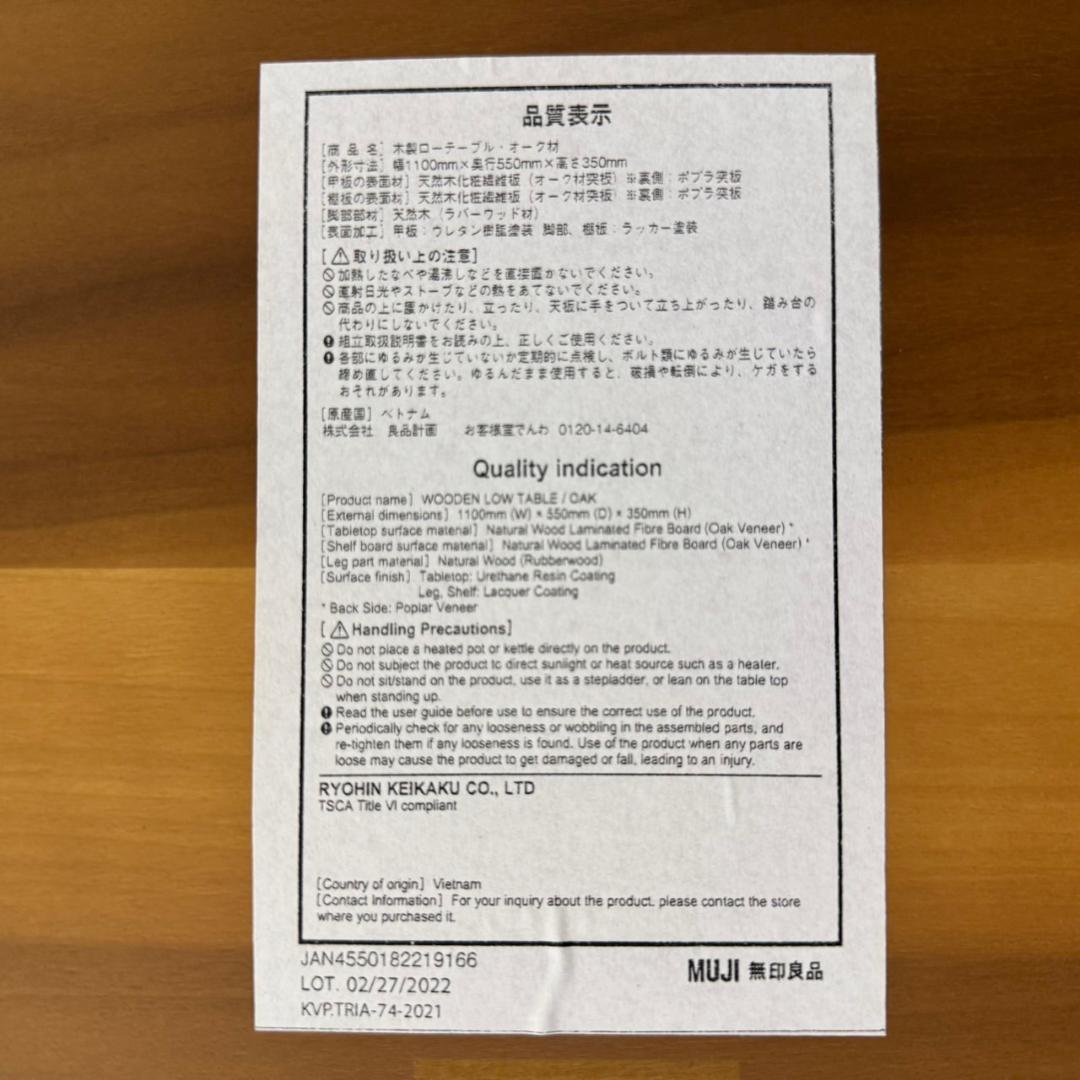 品質表示
[商 品 名] 木製ローテーブル・オーク材
[外形寸法] 幅1100mm×奥行550mm×高さ350mm
[甲板の表面材] 天然木化粧繊維板（オーク材突板）※裏側：ポプラ突板
[棚板の表面材] 天然木化粧繊維板（オーク材突板）※裏側：ポプラ突板
[脚部部材] 天然木（ラバーウッド材）
[表面加工] 甲板：ウレタン樹脂塗装 脚部、棚板：ラッカー塗装
[⚠取り扱い上の注意]
加熱したなべや湯沸しなどを直接置かないでください。
直射日光やストーブなどの熱をあてないでください。
商品の上に腰かけたり、立ったり、天板に手をついて立ち上がったり、踏み台の
代わりにしないでください。
組立取扱説明書をお読みの上、正しくご使用ください。
各部にゆるみが生じていないか定期的に点検し、ボルト類にゆるみが生じていたら
締め直してください。ゆるんだまま使用すると、破損や転倒により、ケガをする
おそれがあります。
[原産国] ベトナム
株式会社 良品計画 お客様室でんわ 0120-14-6404
Quality indication
[Product name] WOODEN LOW TABLE / OAK
[External dimensions] 1100mm (W) * 550mm (D) * 350mm (H)
[Tabletop surface material] Natural Wood Laminated Fibre Board (Oak Veneer) *
[Shelf board surface material] Natural Wood Laminated Fibre Board (Oak Veneer) *
[Leg part material] Natural Wood (Rubberwood)
[Surface finish] Tabletop: Urethane Resin Coating
Leg, Shelf: Lacquer Coating
* Back Side: Poplar Veneer
[⚠Handling Precautions]
Do not place a heated pot or kettle directly on the product.
Do not subject the product to direct sunlight or heat source such as a heater.
Do not sit/stand on the product, use it as a stepladder, or lean on the table top
when standing up.
Read the user guide before use to ensure the correct use of the product.
Periodically check for any looseness or wobbling in the assembled parts, and
re-tighten them if any looseness is found. Use of the product when any parts are
loose may cause the product to get damaged or fall, leading to an injury.
RYOHIN KEIKAKU CO., LTD
TSCA Title VI compliant
[Country of origin] Vietnam
[Contact Information] For your inquiry about the product, please contact the store
where you purchased it.
JAN4550182219166
LOT. 02/27/2022
KVP.TRIA-74-2021
MUJI 無印良品